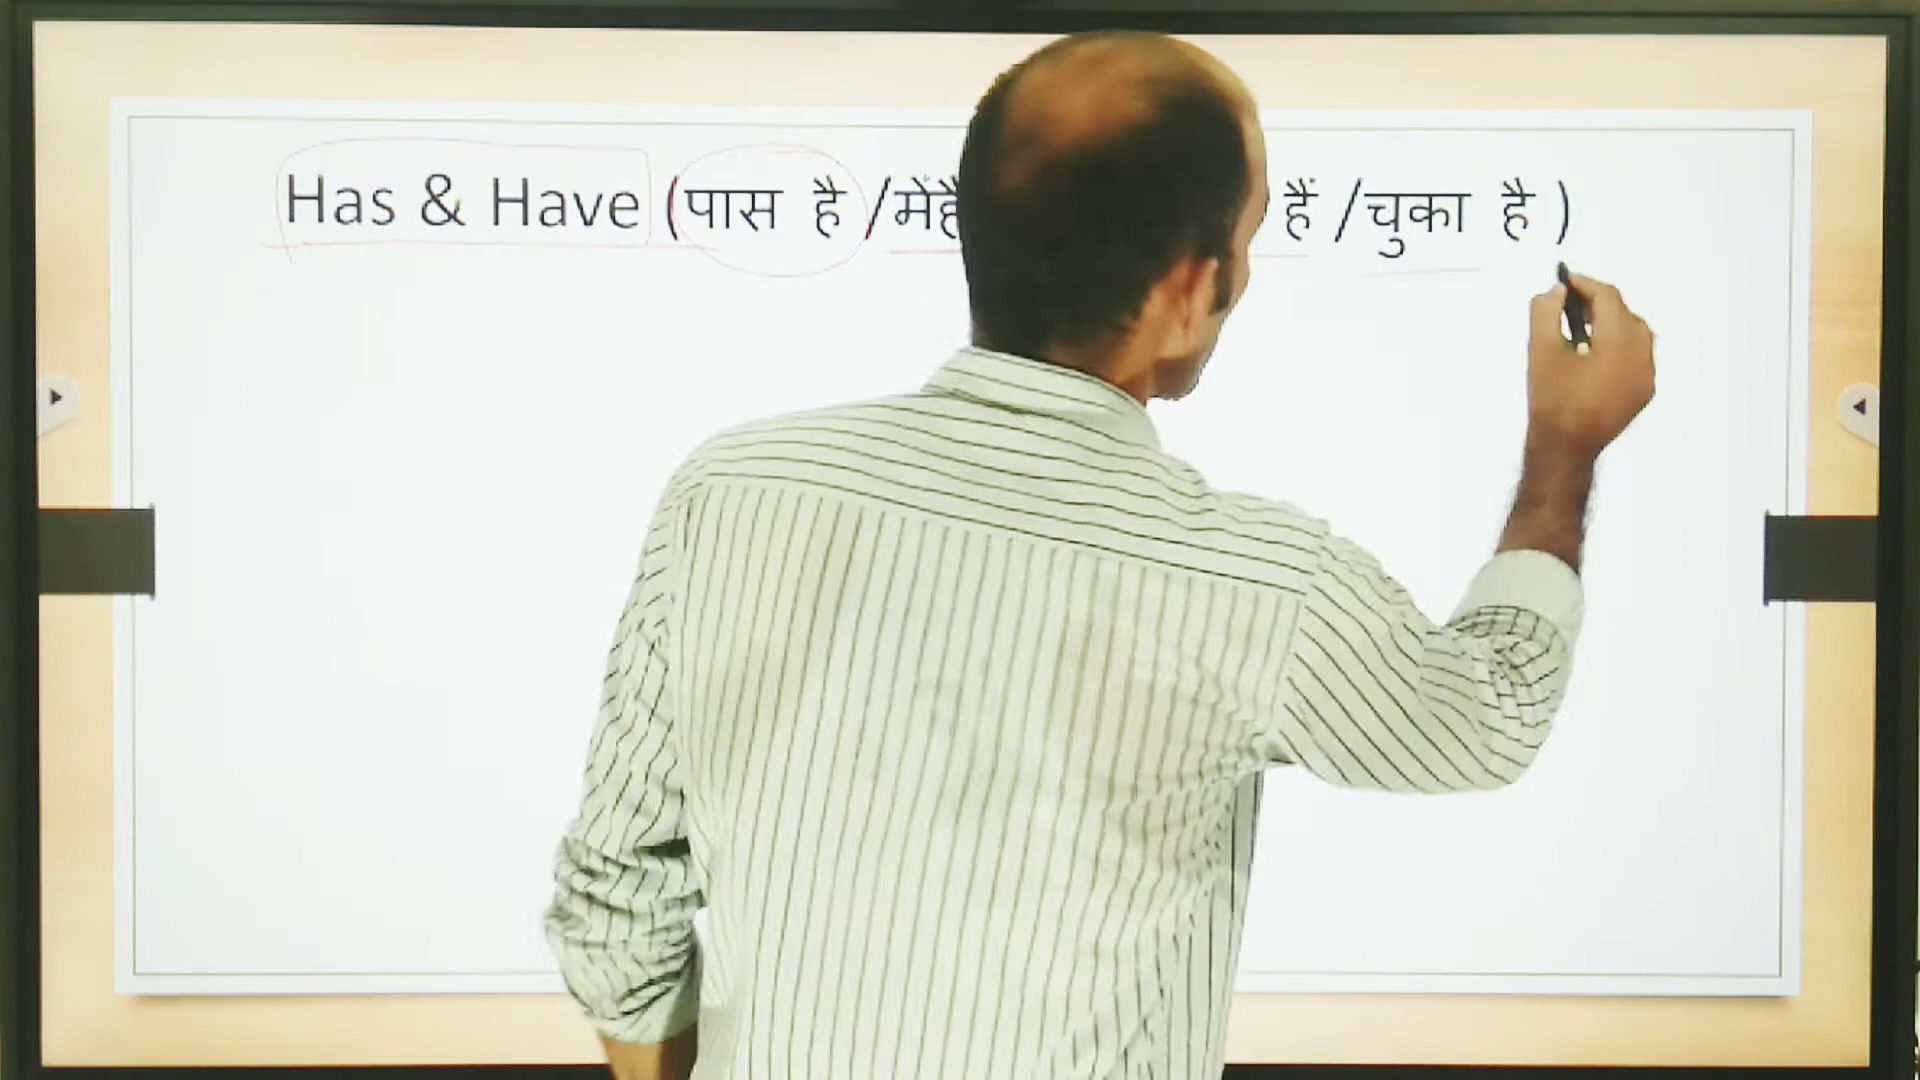 Has & Have (पास है /में है हैं /चुका है )